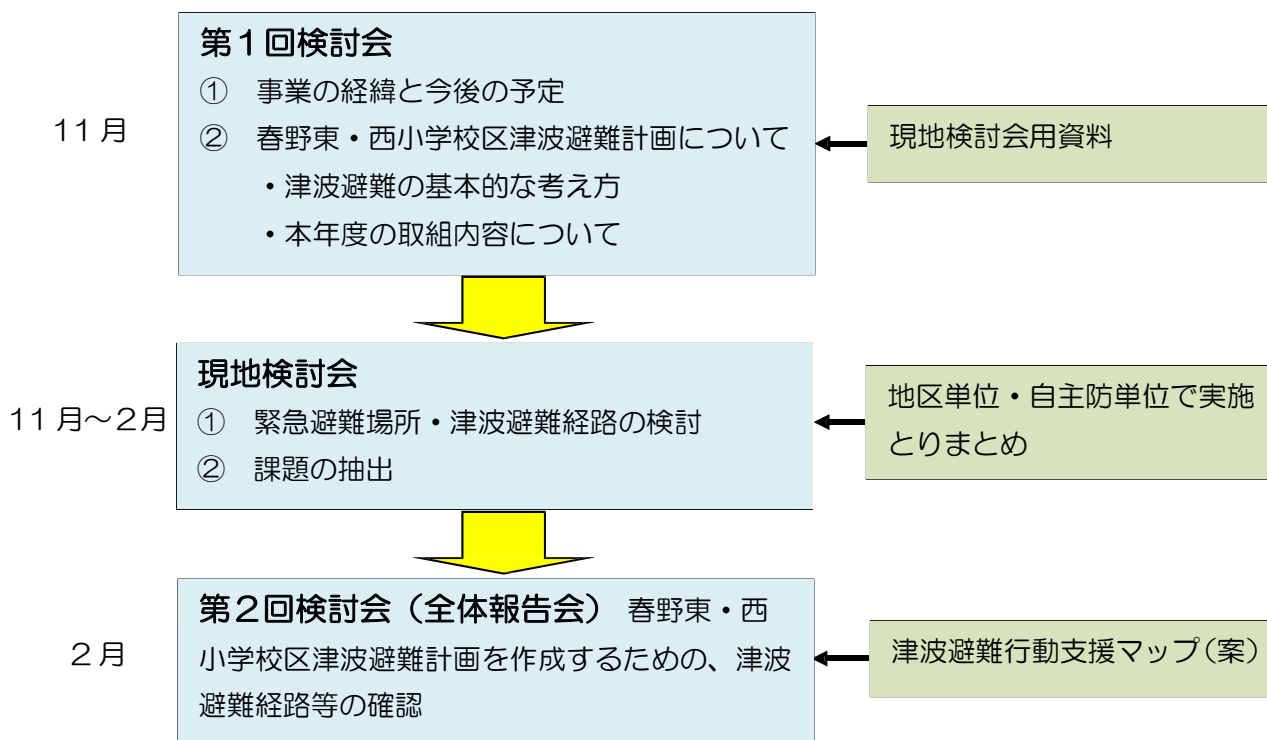 11月
第１回検討会
① 事業の経緯と今後の予定
② 春野東・西小学校区津波避難計画について
・津波避難の基本的な考え方
・本年度の取組内容について
現地検討会用資料
11月～２月
現地検討会
① 緊急避難場所・津波避難経路の検討
② 課題の抽出
地区単位・自主防単位で実施
とりまとめ
２月
第２回検討会（全体報告会） 春野東・西
小学校区津波避難計画を作成するための、津波
避難経路等の確認
津波避難行動支援マップ（案）